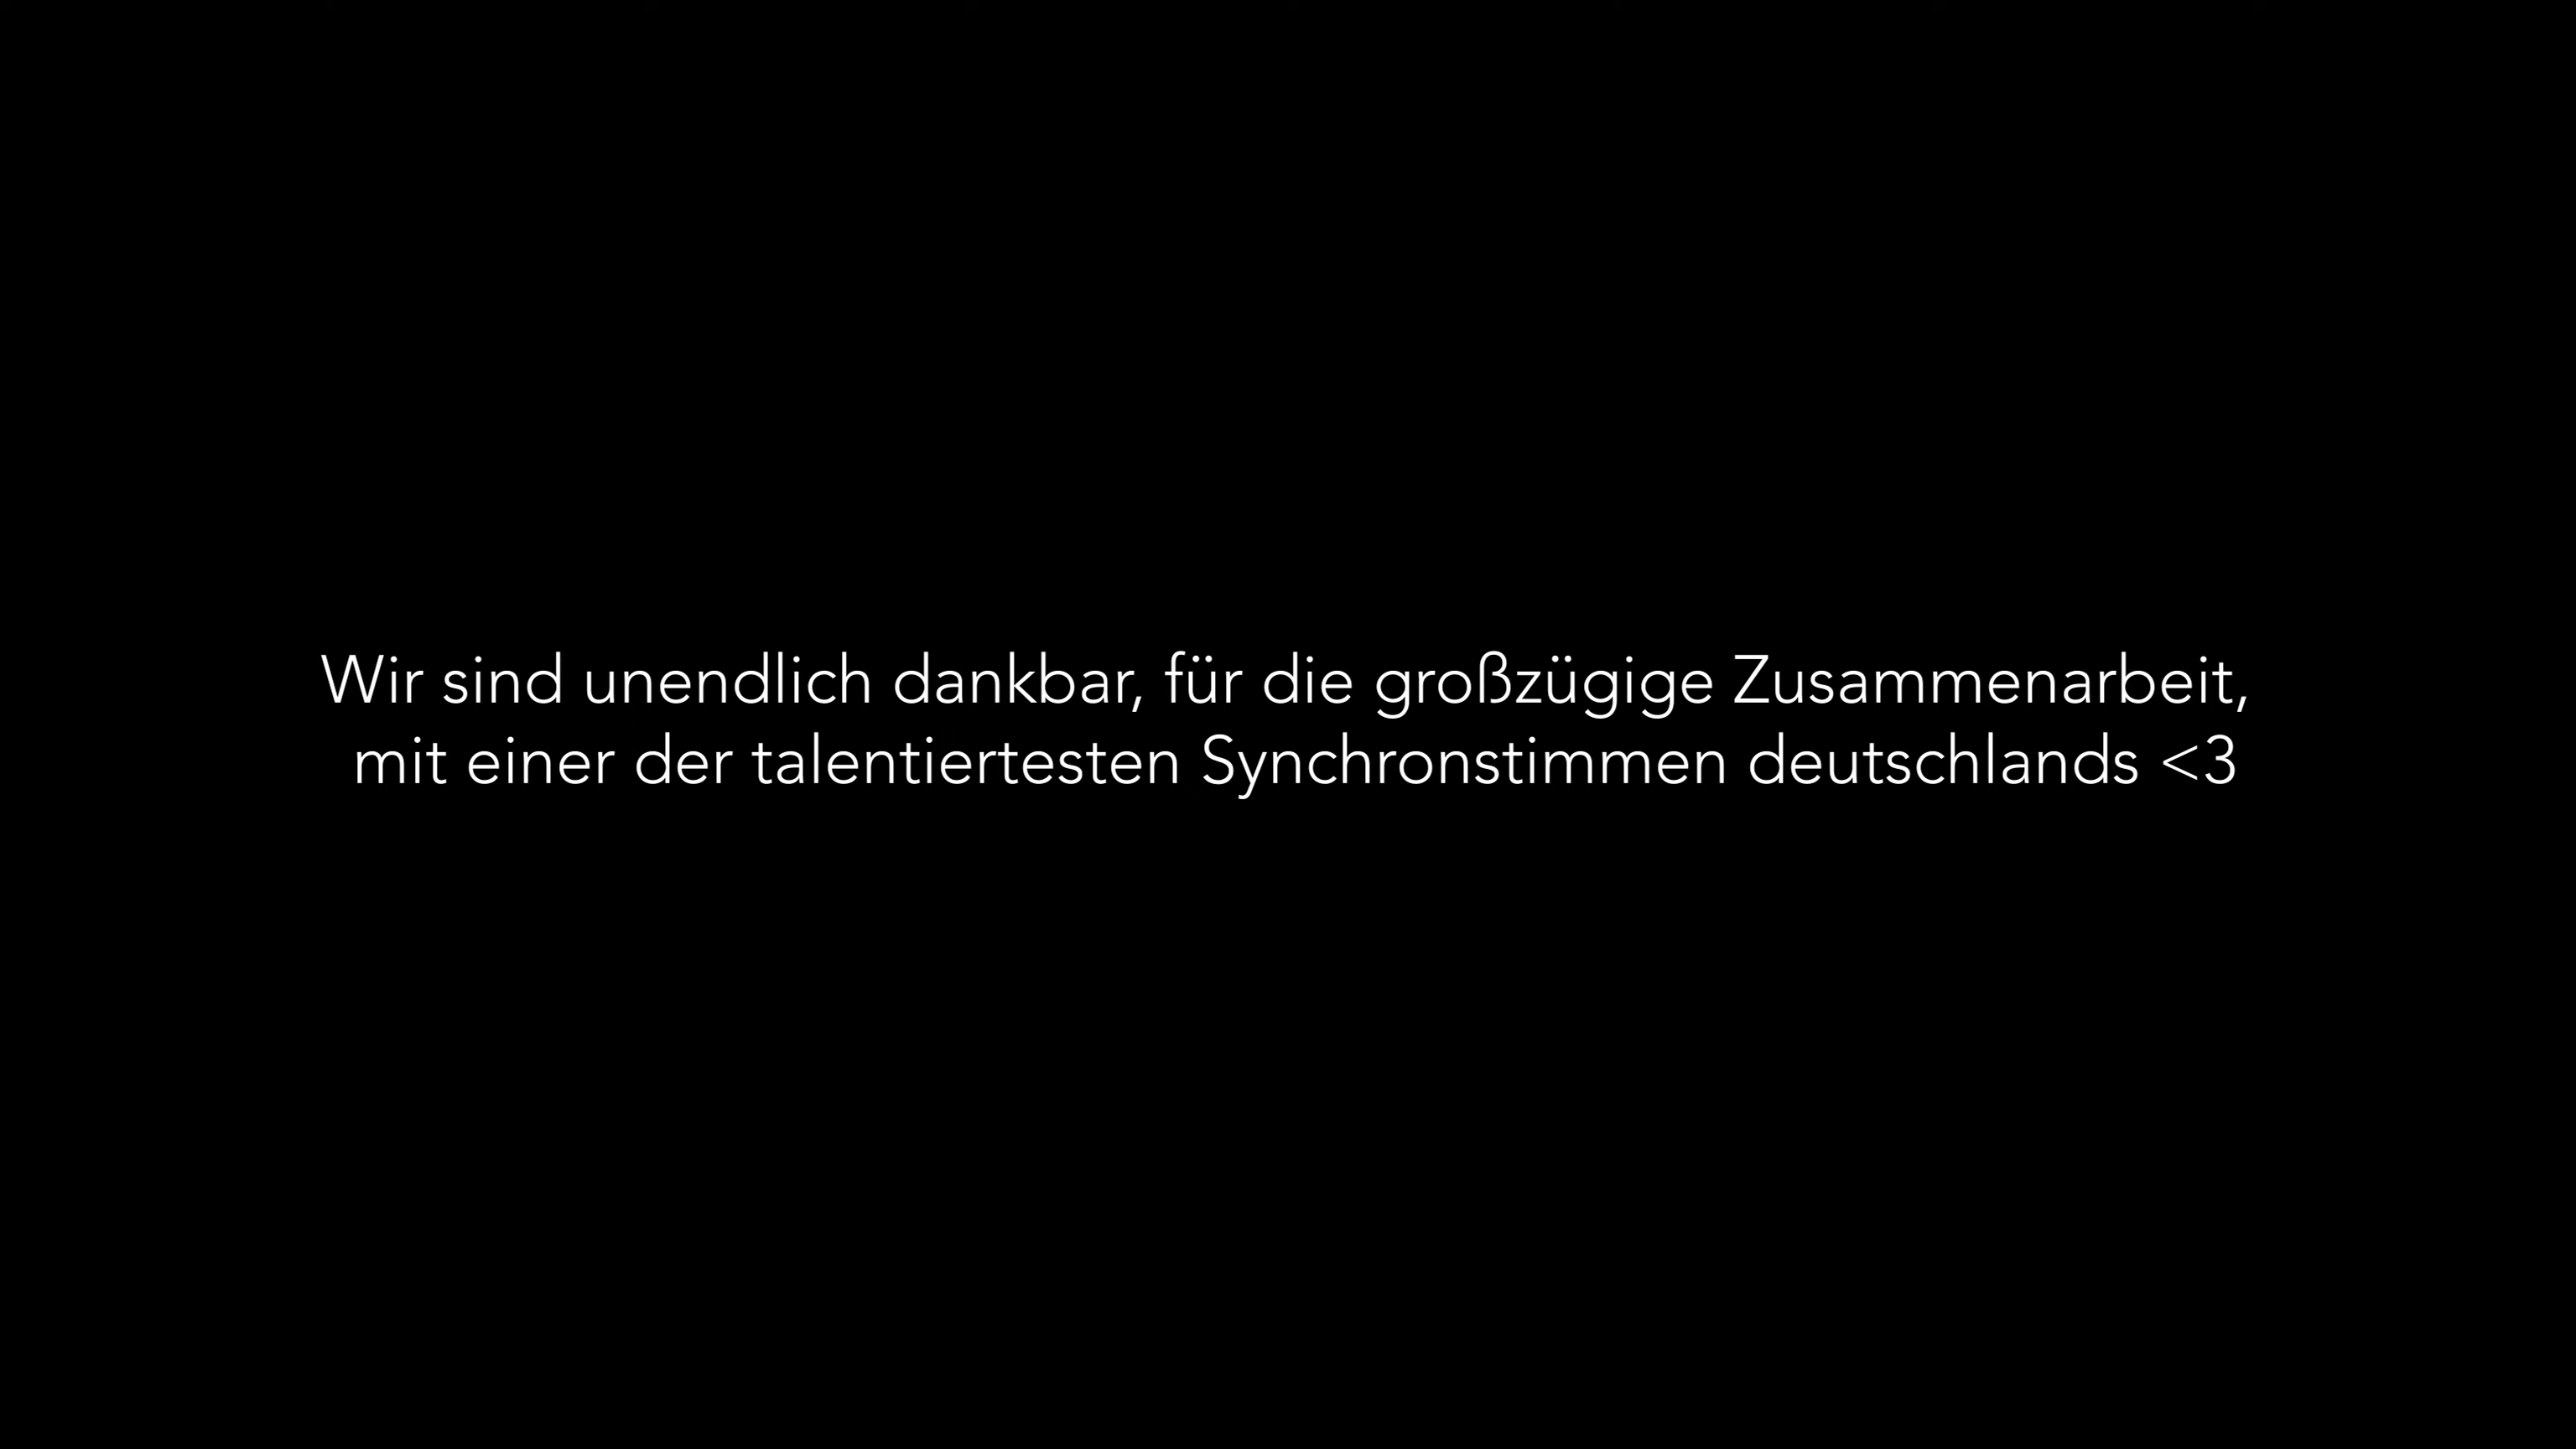 Wir sind unendlich dankbar, für die großzügige Zusammenarbeit,
mit einer der talentiertesten Synchronstimmen deutschlands <3